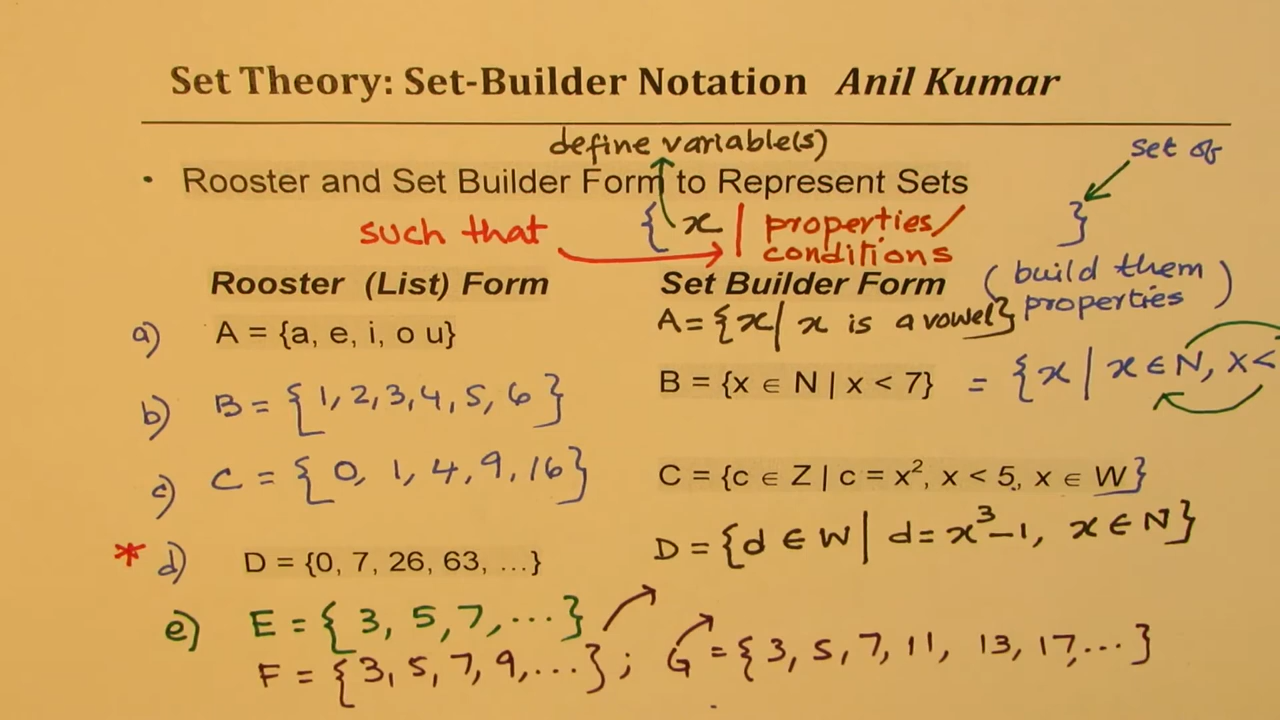 Set Theory: Set-Builder Notation Anil Kumar
define variable(s)
set of
• Rooster and Set Builder Form to Represent Sets
such that { x | properties/ conditions }
Rooster (List) Form Set Builder Form (build them properties)
a) A = {a, e, i, o u} A = {x | x is a vowel}
b) B = {1, 2, 3, 4, 5, 6} B = {x ∈ N | x < 7} = {x | x ∈ N, x <
c) C = {0, 1, 4, 9, 16} C = {c ∈ Z | c = x², x < 5, x ∈ W}
* d) D = {0, 7, 26, 63, …} D = {d ∈ W | d = x³ – 1, x ∈ N}
e) E = {3, 5, 7, ...}
F = {3, 5, 7, 9, ...} ; G = {3, 5, 7, 11, 13, 17, ...}